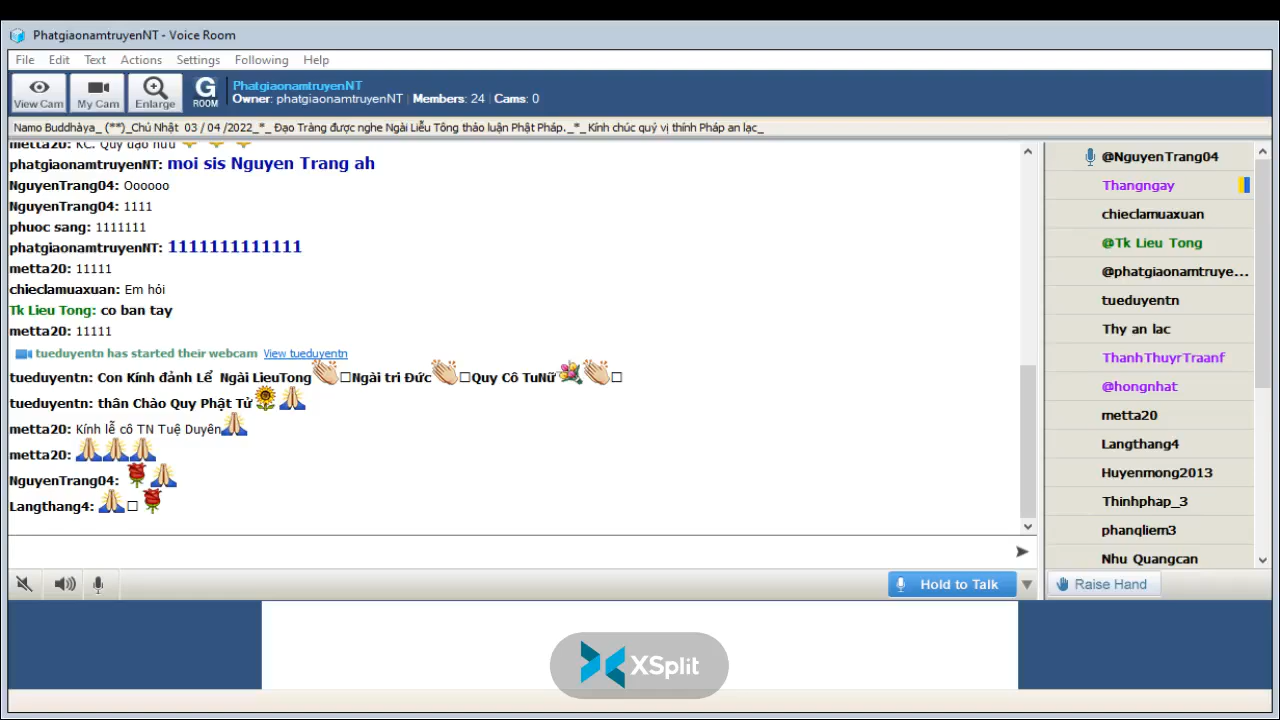 PhatgiaonamtruyenNT - Voice Room
File Edit Text Actions Settings Following Help
View Cam My Cam Enlarge G ROOM
PhatgiaonamtruyenNT
Owner: phatgiaonamtruyenNT | Members: 24 | Cams: 0
Namo Buddhàya_ (**)_Chủ Nhật 03 / 04 /2022_*_ Đạo Tràng được nghe Ngài Liễu Tông thảo luận Phật Pháp._*_ Kính chúc quý vị thính Pháp an lạc_
metta20: KC. Quý đạo hữu
phatgiaonamtruyenNT: moi sis Nguyen Trang ah
NguyenTrang04: Oooooo
NguyenTrang04: 1111
phuoc sang: 1111111
phatgiaonamtruyenNT: 1111111111111
metta20: 11111
chieclamuaxuan: Em hỏi
Tk Lieu Tong: co ban tay
metta20: 11111
tueduyentn has started their webcam View tueduyentn
tueduyentn: Con Kính đảnh Lể Ngài LieuTong👏□Ngài tri Đức👏□Quy Cô TuNữ💐👏□
tueduyentn: thân Chào Quy Phật Tử🌻🙏
metta20: Kính lễ cô TN Tuệ Duyên🙏
metta20: 🙏🙏🙏
NguyenTrang04: 🌹🙏
Langthang4: 🙏□🌹
@NguyenTrang04
Thangngay
chieclamuaxuan
@Tk Lieu Tong
@phatgiaonamtruye...
tueduyentn
Thy an lac
ThanhThuyrTraanf
@hongnhat
metta20
Langthang4
Huyenmong2013
Thinhphap_3
phanqliem3
Nhu Quangcan
Hold to Talk
Raise Hand
XSplit